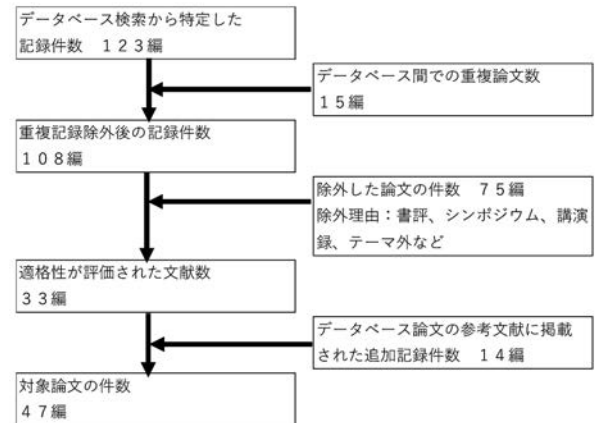 データベース検索から特定した
記録件数　１２３編
データベース間での重複論文数
１５編
重複記録除外後の記録件数
１０８編
除外した論文の件数　７５編
除外理由：書評、シンポジウム、講演
録、テーマ外など
適格性が評価された文献数
３３編
データベース論文の参考文献に掲載
された追加記録件数　１４編
対象論文の件数
４７編